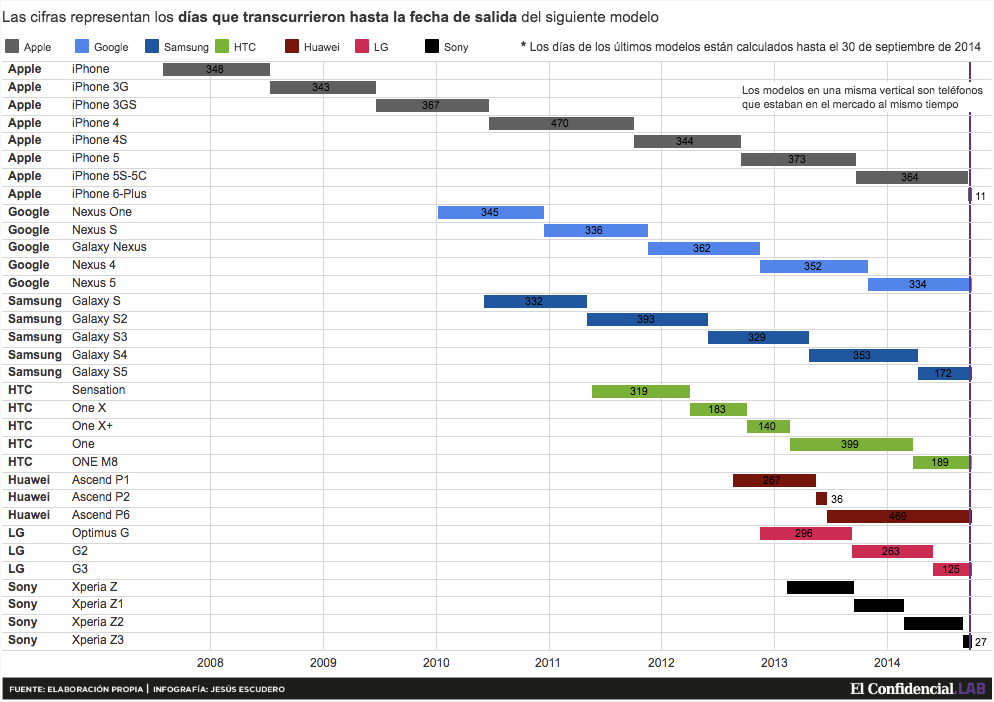 Las cifras representan los días que transcurrieron hasta la fecha de salida del siguiente modelo
Apple Google Samsung HTC Huawei LG Sony * Los días de los últimos modelos están calculados hasta el 30 de septiembre de 2014
Los modelos en una misma vertical son teléfonos
que estaban en el mercado al mismo tiempo
Apple iPhone 348
Apple iPhone 3G 343
Apple iPhone 3GS 367
Apple iPhone 4 470
Apple iPhone 4S 344
Apple iPhone 5 373
Apple iPhone 5S-5C 364
Apple iPhone 6-Plus 11
Google Nexus One 345
Google Nexus S 336
Google Galaxy Nexus 362
Google Nexus 4 352
Google Nexus 5 334
Samsung Galaxy S 332
Samsung Galaxy S2 393
Samsung Galaxy S3 329
Samsung Galaxy S4 353
Samsung Galaxy S5 172
HTC Sensation 319
HTC One X 183
HTC One X+ 140
HTC One 399
HTC ONE M8 189
Huawei Ascend P1 267
Huawei Ascend P2 36
Huawei Ascend P6 469
LG Optimus G 296
LG G2 263
LG G3 125
Sony Xperia Z
Sony Xperia Z1
Sony Xperia Z2
Sony Xperia Z3 27
2008 2009 2010 2011 2012 2013 2014
FUENTE: ELABORACIÓN PROPIA | INFOGRAFÍA: JESÚS ESCUDERO El Confidencial.LAB